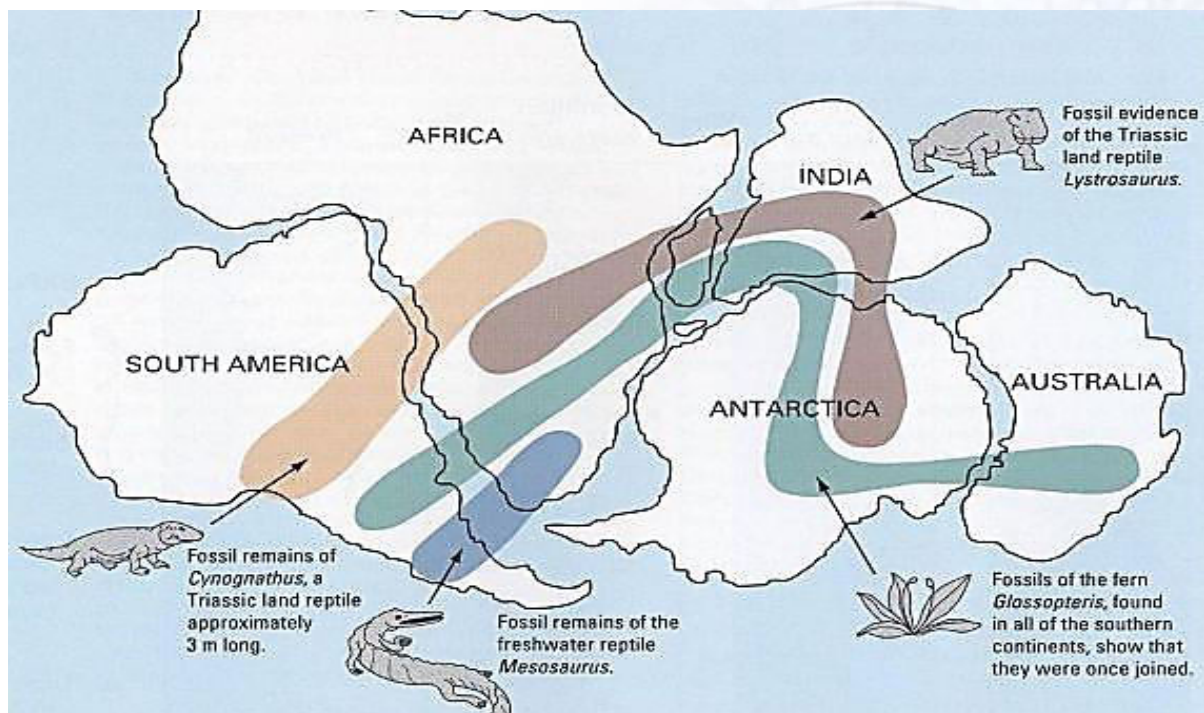 AFRICA
INDIA
SOUTH AMERICA
ANTARCTICA
AUSTRALIA
Fossil evidence
of the Triassic
land reptile
Lystrosaurus.
Fossil remains of
Cynognathus, a
Triassic land reptile
approximately
3 m long.
Fossil remains of the
freshwater reptile
Mesosaurus.
Fossils of the fern
Glossopteris, found
in all of the southern
continents, show that
they were once joined.